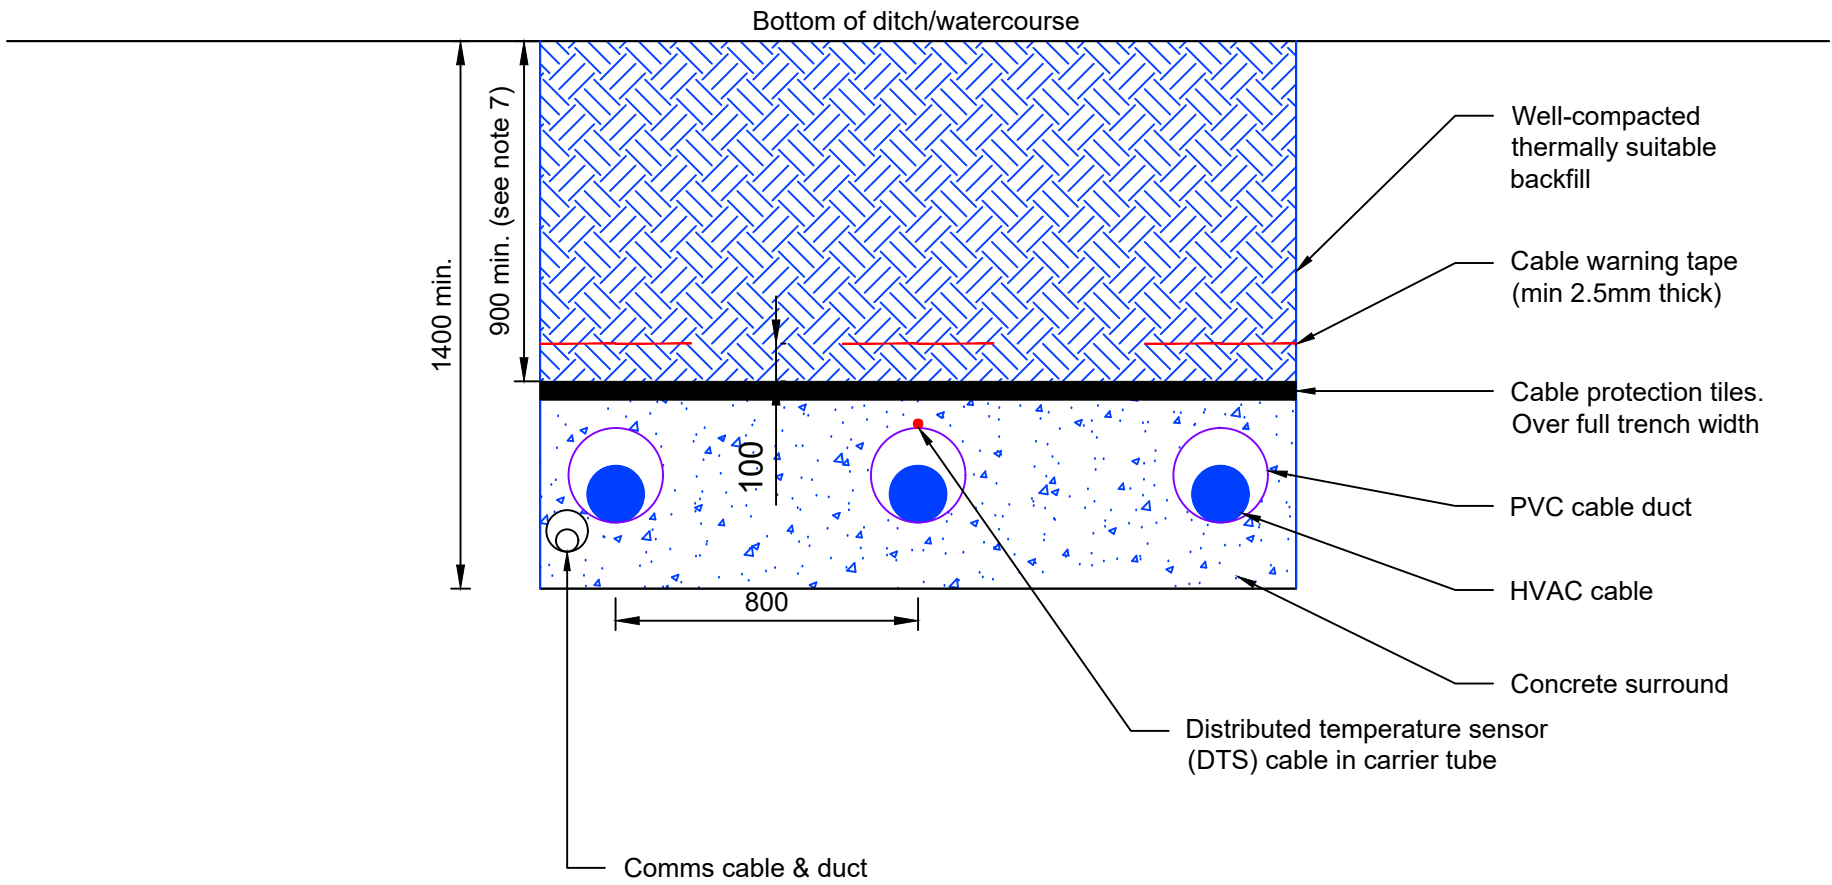 Bottom of ditch/watercourse
1400 min.
900 min. (see note 7)
Well-compacted
thermally suitable
backfill
Cable warning tape
(min 2.5mm thick)
Cable protection tiles.
Over full trench width
100
PVC cable duct
HVAC cable
800
Concrete surround
Distributed temperature sensor
(DTS) cable in carrier tube
Comms cable & duct